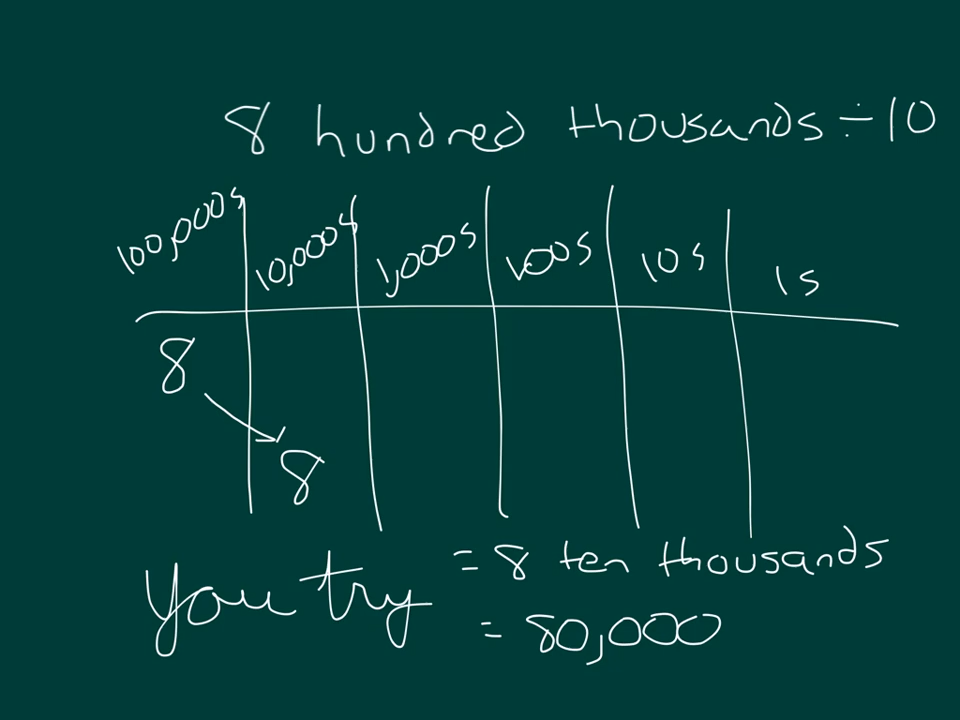 8 hundred thousands ÷ 10
100,000s 10,000s 1,000s 100s 10s 1s
8
8
You try = 8 ten thousands
= 80,000